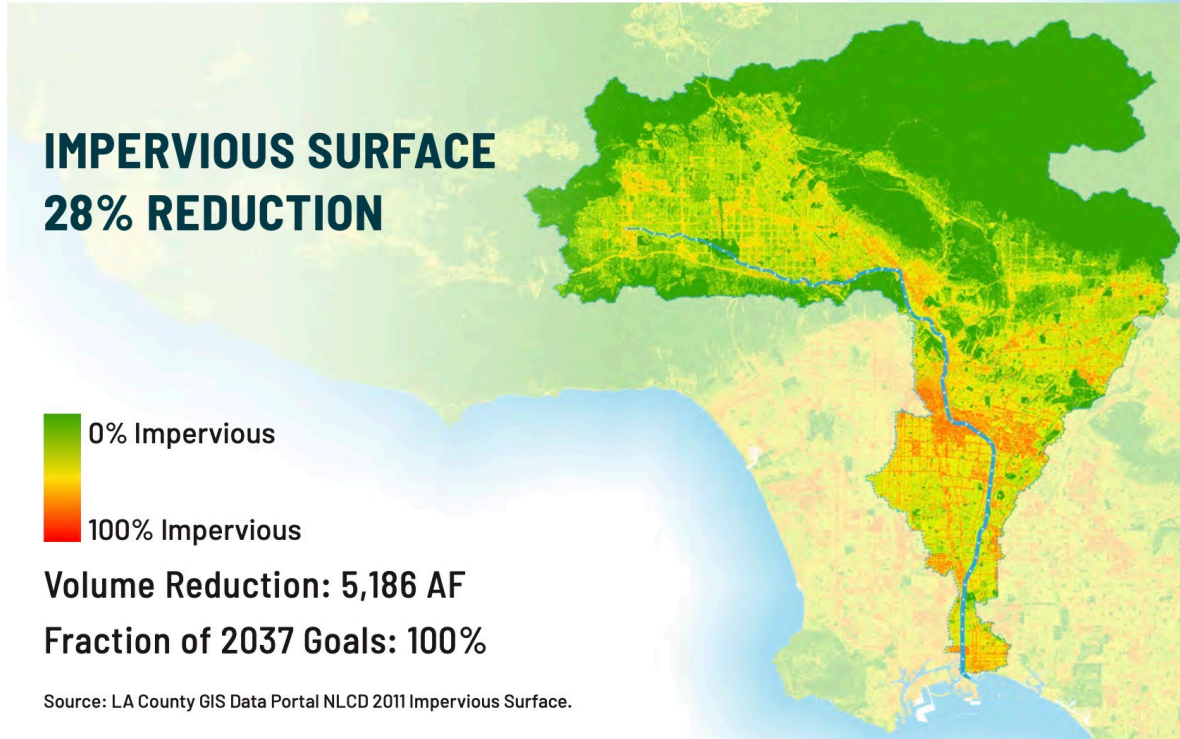 IMPERVIOUS SURFACE
28% REDUCTION
0% Impervious
100% Impervious
Volume Reduction: 5,186 AF
Fraction of 2037 Goals: 100%
Source: LA County GIS Data Portal NLCD 2011 Impervious Surface.